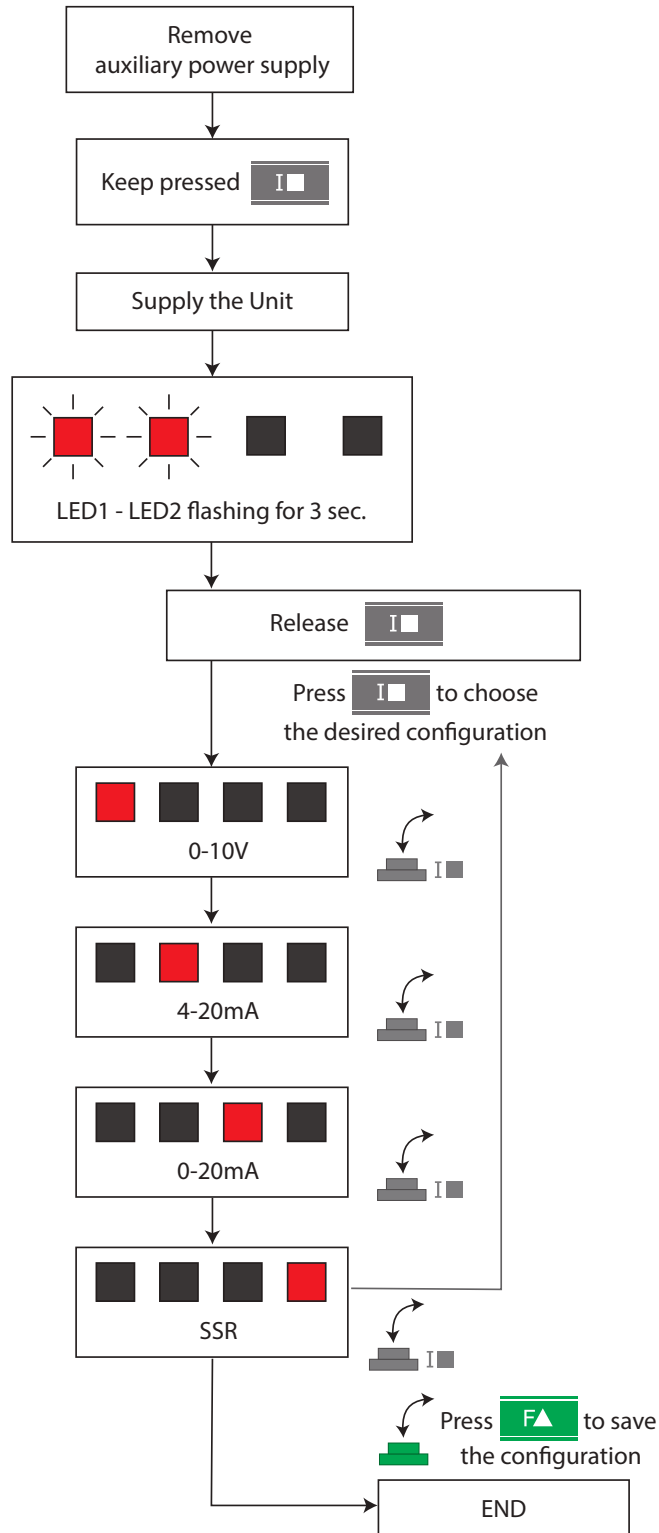 Remove
auxiliary power supply
Keep pressed I■
Supply the Unit
LED1 - LED2 flashing for 3 sec.
Release I■
Press I■ to choose
the desired configuration
0-10V
I■
4-20mA
I■
0-20mA
I■
SSR
I■
Press F▲ to save
the configuration
END